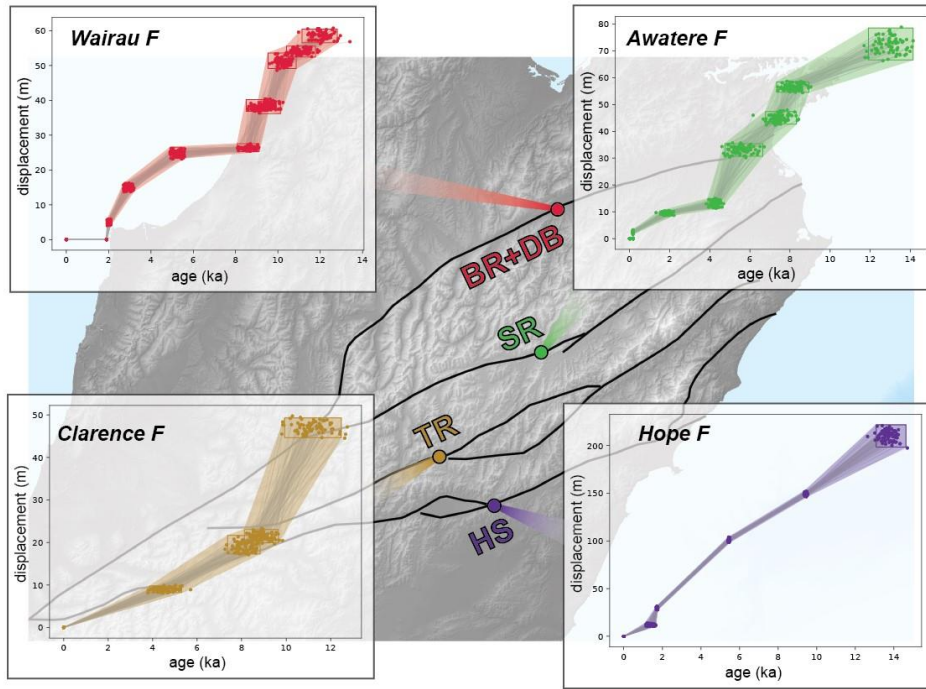 Wairau F
displacement (m)
60
50
40
30
20
10
0
0 2 4 6 8 10 12 14
age (ka)
Awatere F
displacement (m)
80
70
60
50
40
30
20
10
0
0 2 4 6 8 10 12 14
age (ka)
BR+DB
SR
TR
HS
Clarence F
displacement (m)
50
40
30
20
10
0
0 2 4 6 8 10 12
age (ka)
Hope F
displacement (m)
200
150
100
50
0
0 2 4 6 8 10 12 14
age (ka)